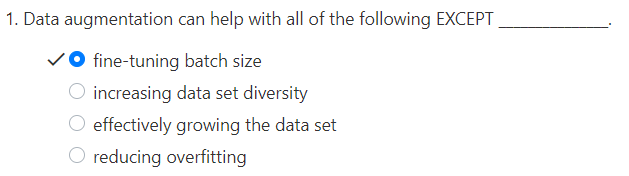 1. Data augmentation can help with all of the following EXCEPT ______________.
fine-tuning batch size
increasing data set diversity
effectively growing the data set
reducing overfitting